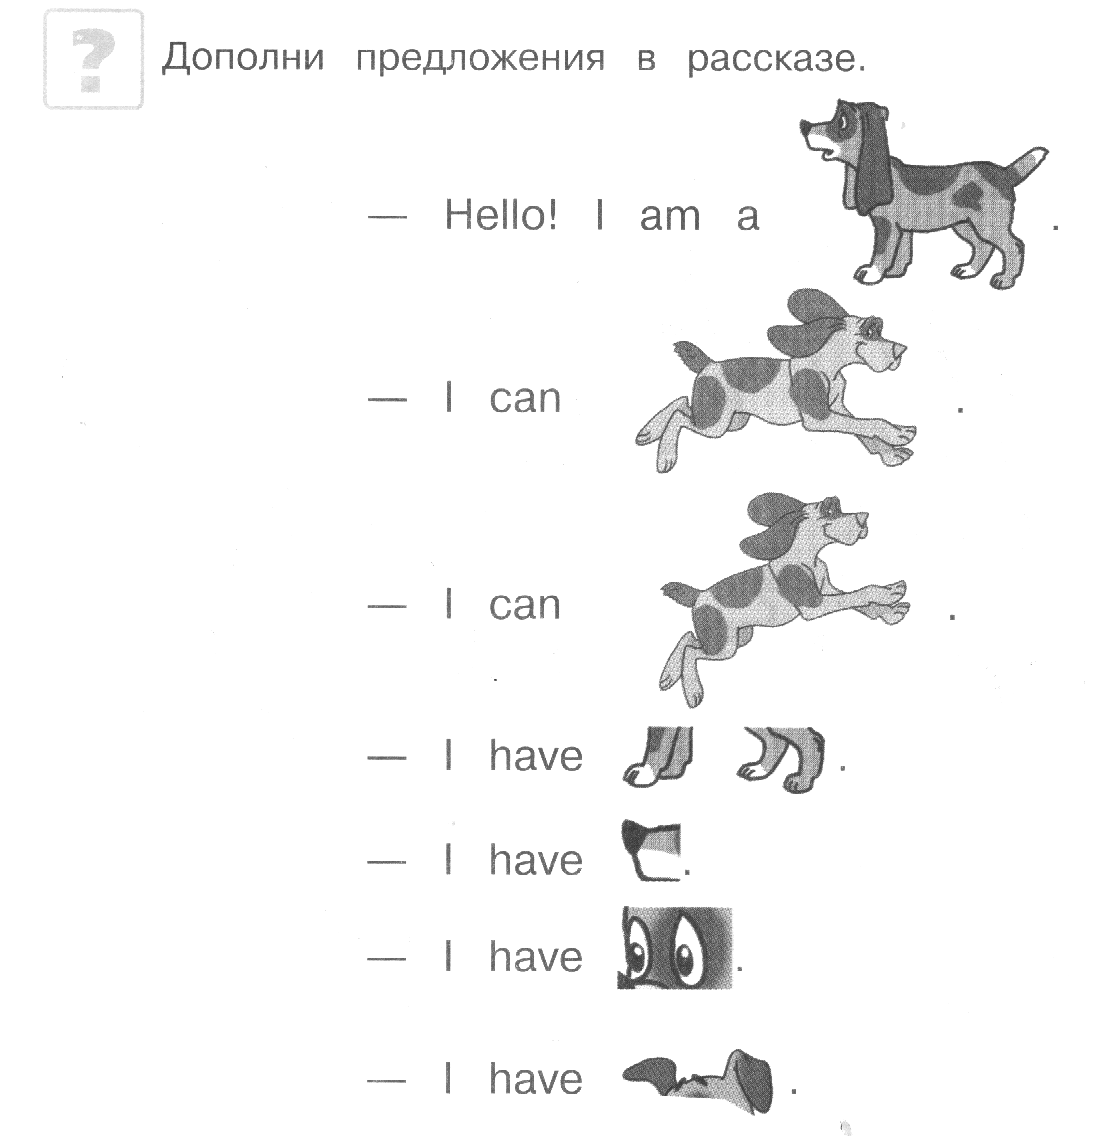 ? Дополни предложения в рассказе.
— Hello! I am a .
— I can .
— I can .
— I have .
— I have .
— I have .
— I have .